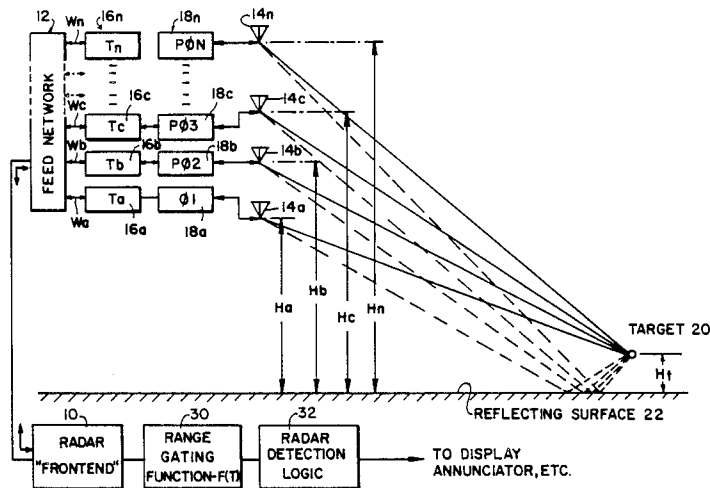 12
Wn
16n
18n
14n
Tn
PØN
FEED NETWORK
16c
18c
14c
Wc
Tc
PØ3
Wb
16b
18b
14b
Tb
PØ2
14a
Ta
Ø1
Wa
16a
18a
Ha
Hb
Hc
Hn
TARGET 20
Ht
REFLECTING SURFACE 22
10
30
32
RADAR
"FRONTEND"
RANGE
GATING
FUNCTION-F(T)
RADAR
DETECTION
LOGIC
TO DISPLAY
ANNUNCIATOR, ETC.